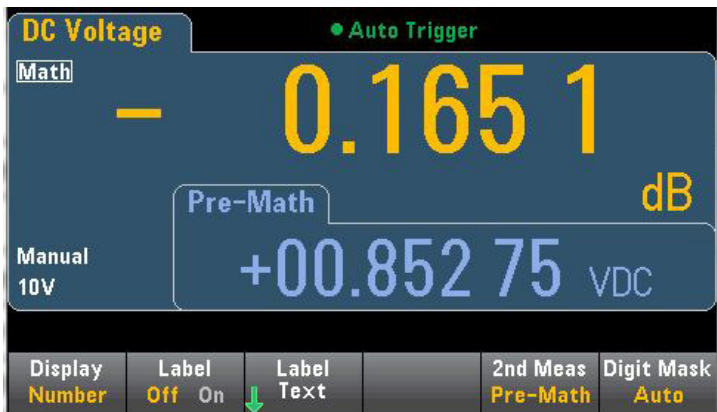 DC Voltage
Auto Trigger
Math
- 0.165 1
dB
Pre-Math
+00.852 75 VDC
Manual
10V
Display
Number
Label
Off On
Label
Text
2nd Meas
Pre-Math
Digit Mask
Auto